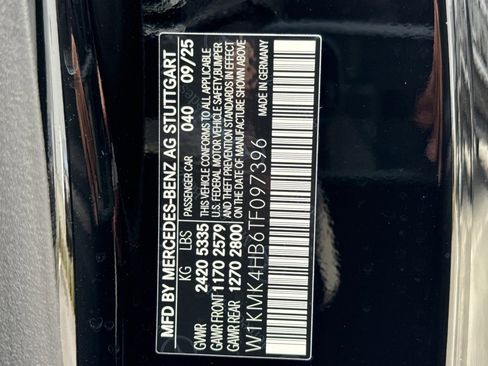 MFD BY MERCEDES-BENZ AG STUTTGART
PASSENGER CAR 040 09/25
KG LBS
GVWR 2420 5335
GAWR FRONT 1170 2579
GAWR REAR 1270 2800
THIS VEHICLE CONFORMS TO ALL APPLICABLE
U.S. FEDERAL MOTOR VEHICLE SAFETY,BUMPER
AND THEFT PREVENTION STANDARDS IN EFFECT
ON THE DATE OF MANUFACTURE SHOWN ABOVE.
MADE IN GERMANY
W1KMK4HB6TF097396